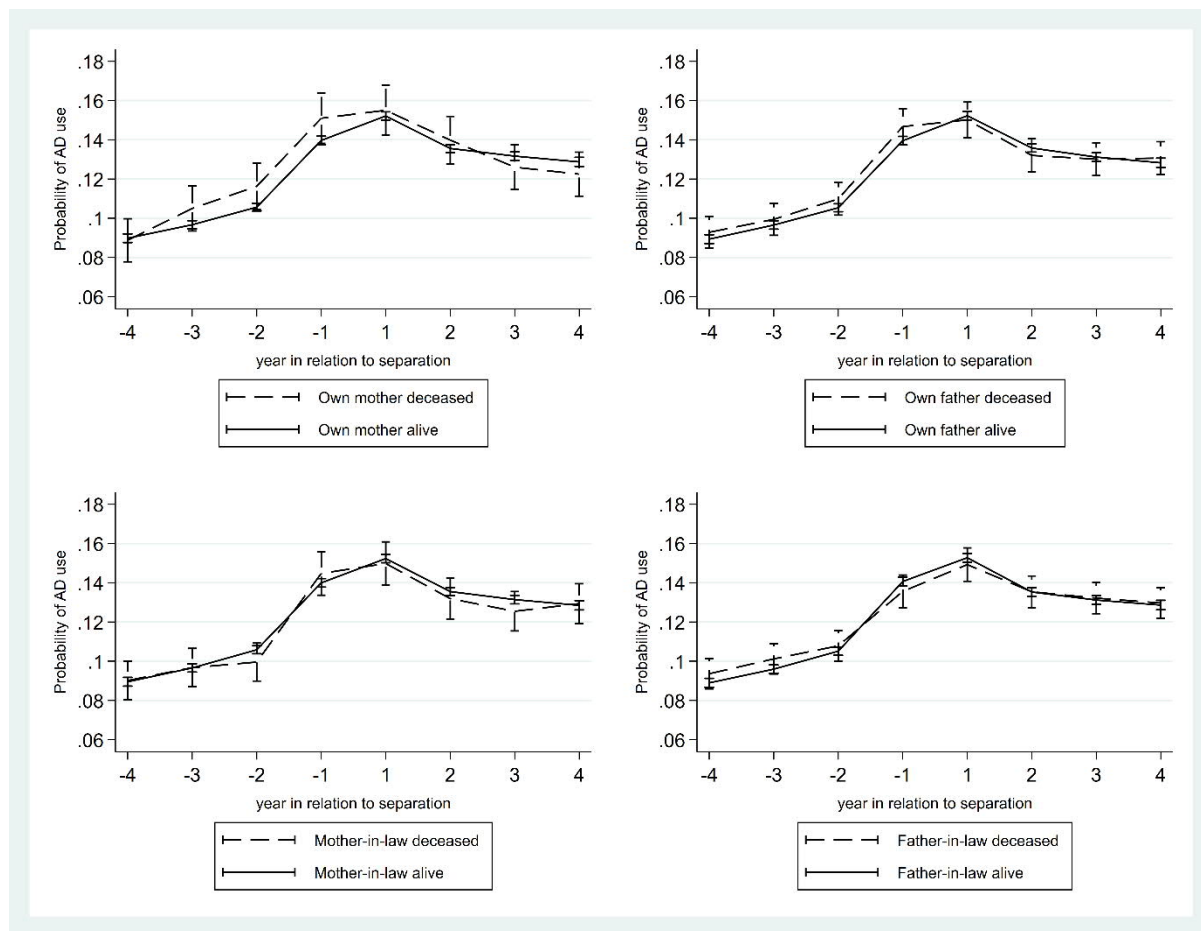 .18
.16
.14
.12
.1
.08
.06
Probability of AD use
-4 -3 -2 -1 1 2 3 4
year in relation to separation
Own mother deceased
Own mother alive
.18
.16
.14
.12
.1
.08
.06
Probability of AD use
-4 -3 -2 -1 1 2 3 4
year in relation to separation
Own father deceased
Own father alive
.18
.16
.14
.12
.1
.08
.06
Probability of AD use
-4 -3 -2 -1 1 2 3 4
year in relation to separation
Mother-in-law deceased
Mother-in-law alive
.18
.16
.14
.12
.1
.08
.06
Probability of AD use
-4 -3 -2 -1 1 2 3 4
year in relation to separation
Father-in-law deceased
Father-in-law alive